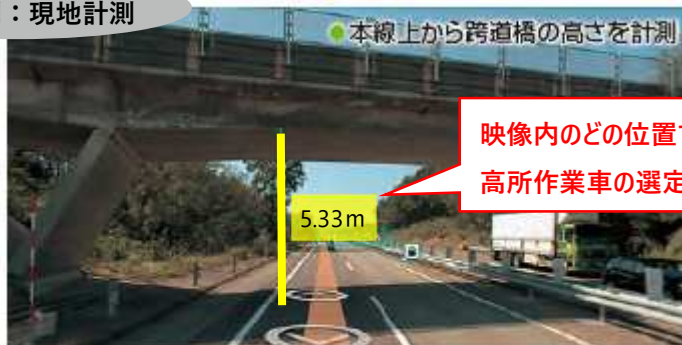 ：現地計測
本線上から跨道橋の高さを計測
映像内のどの位置
高所作業車の選定
5.33m